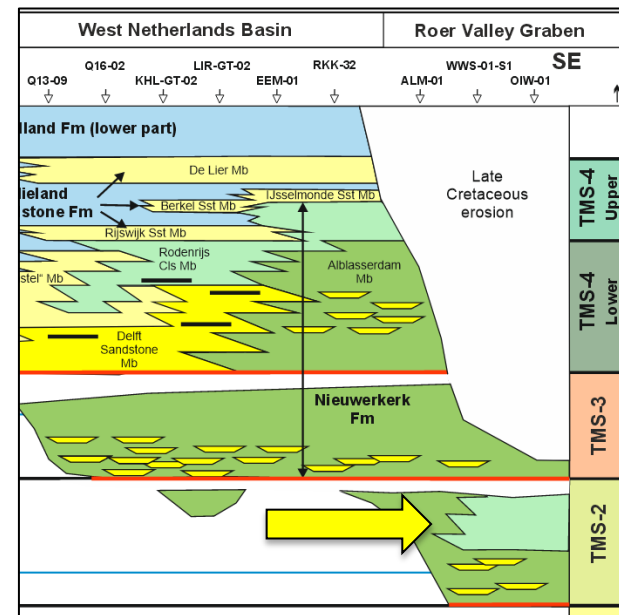 West Netherlands Basin
Roer Valley Graben
SE
Q13-09
Q16-02
KHL-GT-02
LIR-GT-02
EEM-01
RKK-32
ALM-01
WWS-01-S1
OIW-01
lland Fm (lower part)
De Lier Mb
lieland
stone Fm
IJsselmonde Sst Mb
Berkel Sst Mb
Rijswijk Sst Mb
Late
Cretaceous
erosion
Rodenrijs
Cls Mb
stel" Mb
Alblasserdam
Mb
Delft
Sandstone
Mb
Nieuwerkerk
Fm
TMS-4
Upper
TMS-4
Lower
TMS-3
TMS-2